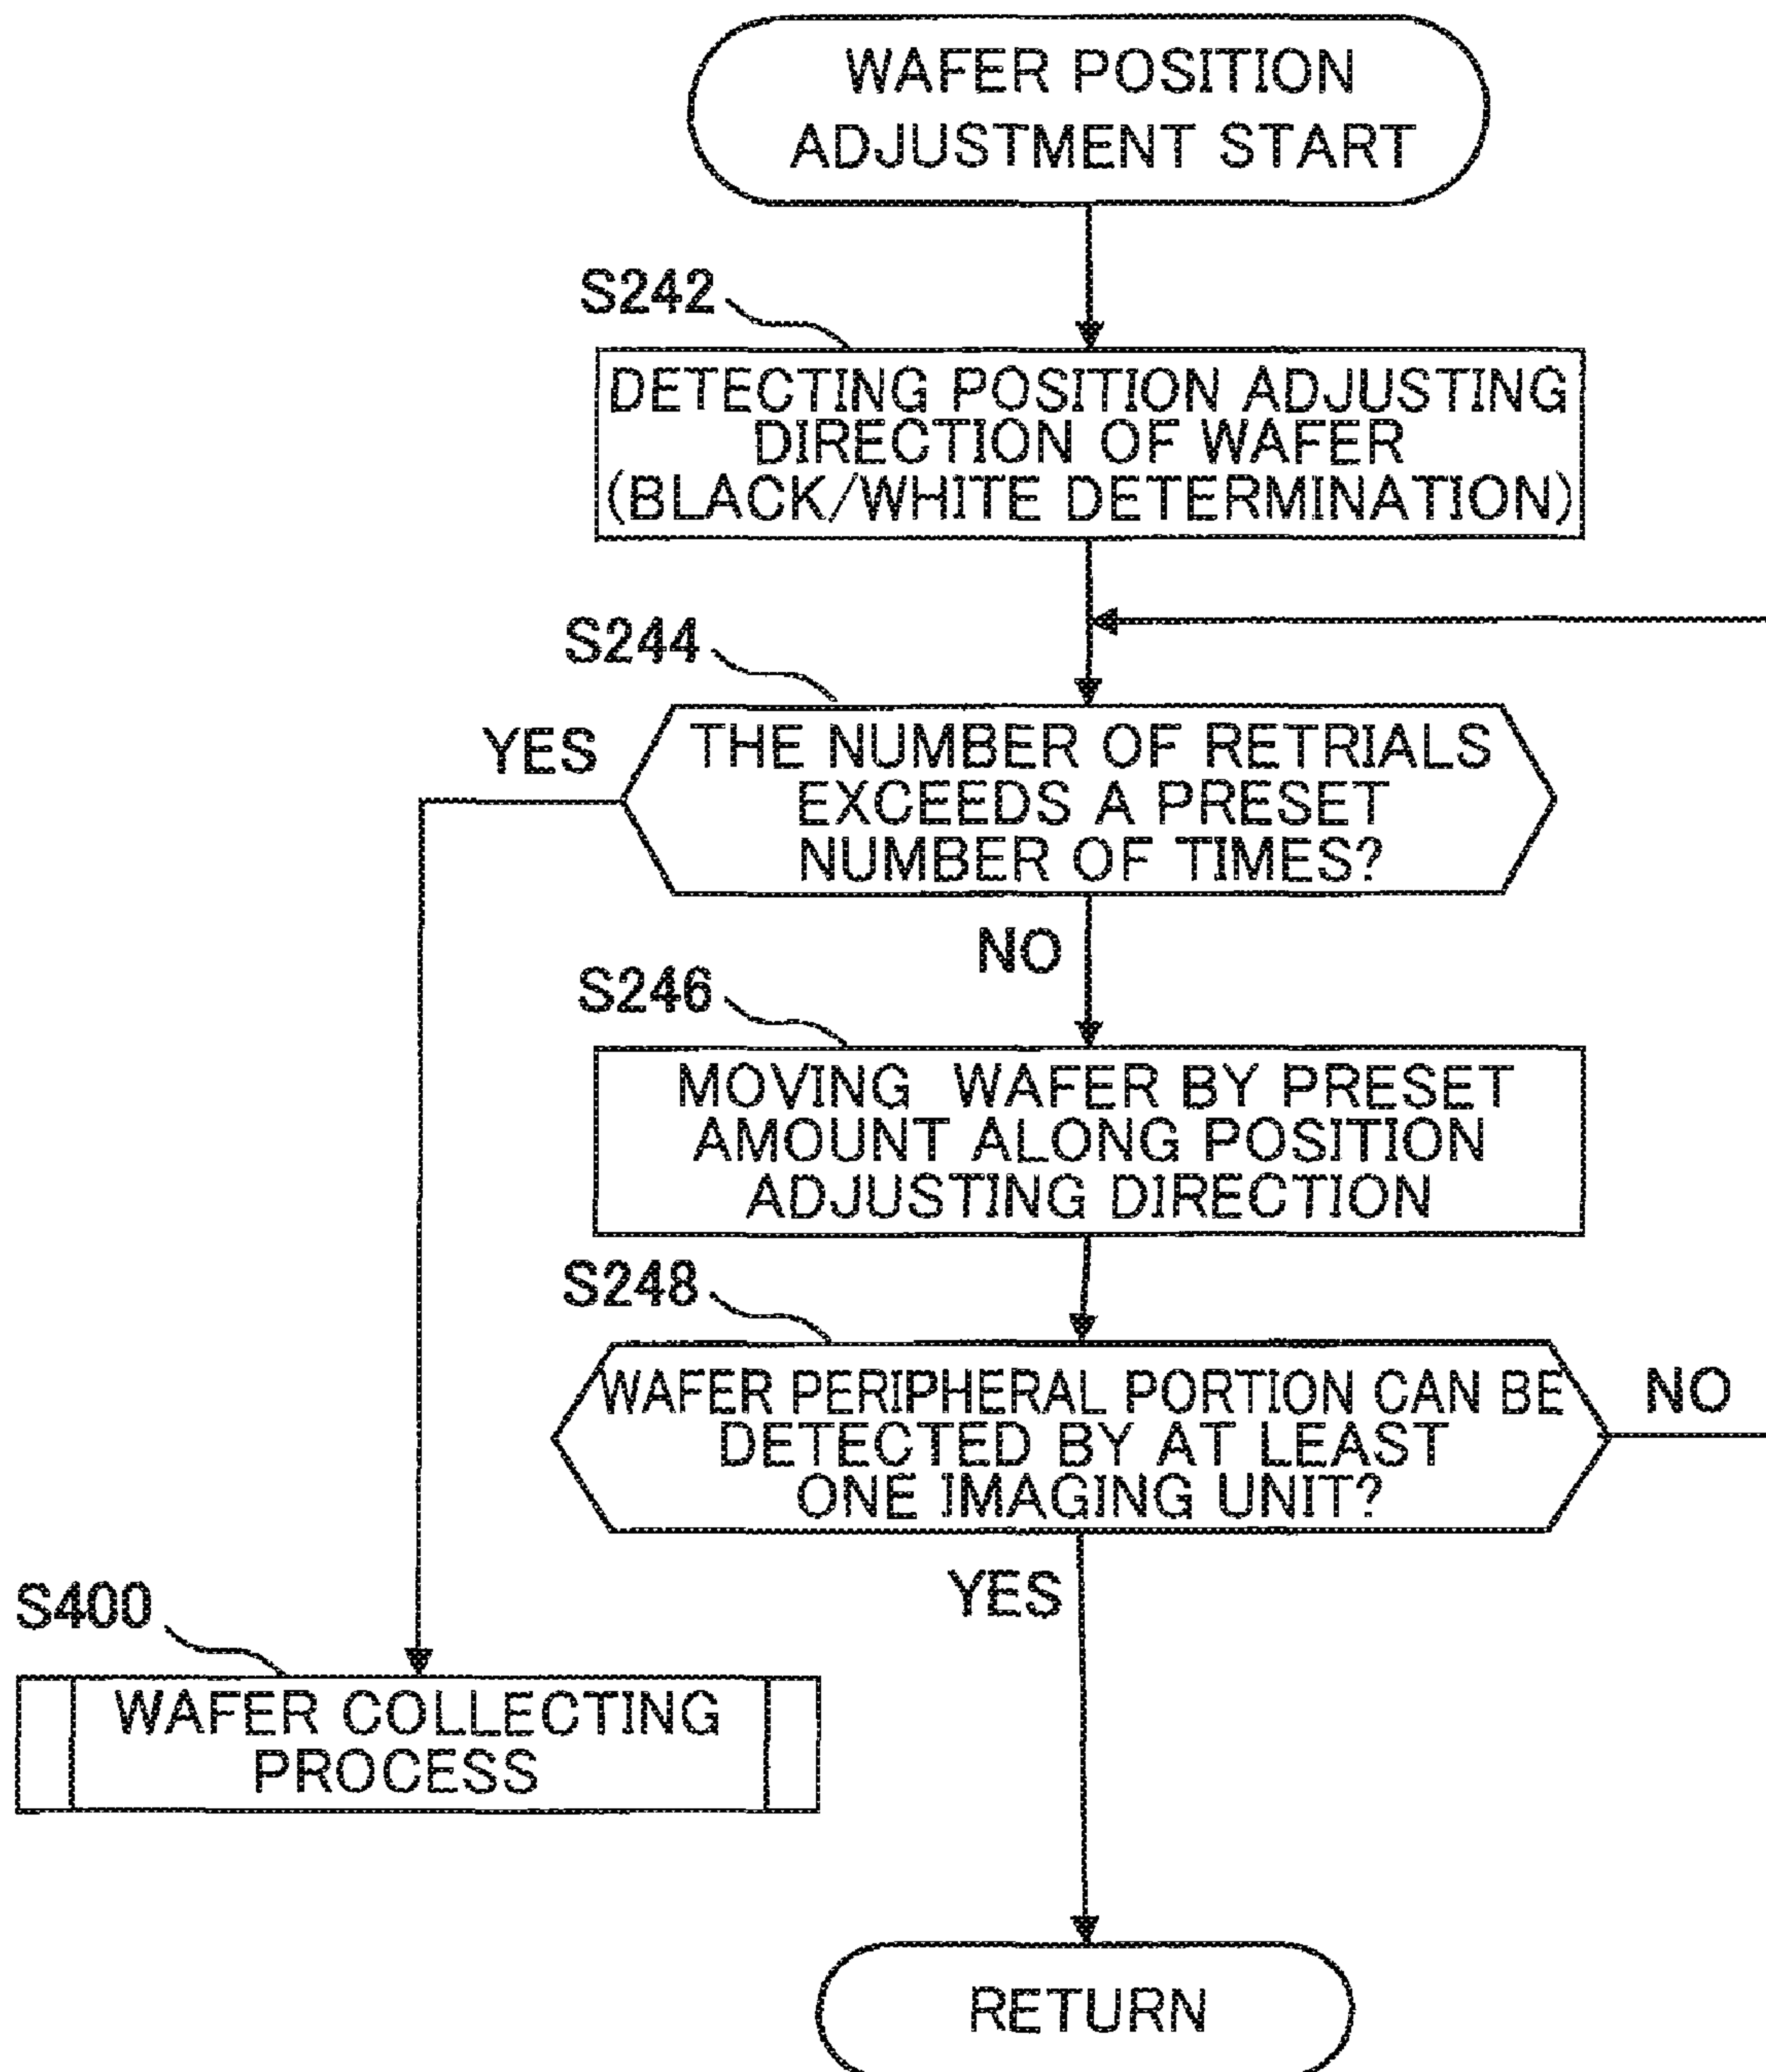 WAFER POSITION
ADJUSTMENT START
S242
DETECTING POSITION ADJUSTING
DIRECTION OF WAFER
(BLACK/WHITE DETERMINATION)
S244
YES
THE NUMBER OF RETRIALS
EXCEEDS A PRESET
NUMBER OF TIMES?
NO
S246
MOVING WAFER BY PRESET
AMOUNT ALONG POSITION
ADJUSTING DIRECTION
S248
WAFER PERIPHERAL PORTION CAN BE
DETECTED BY AT LEAST
ONE IMAGING UNIT?
NO
YES
S400
WAFER COLLECTING
PROCESS
RETURN